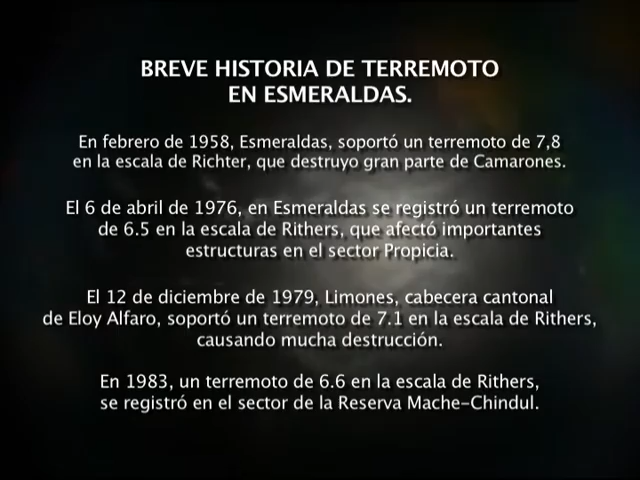 BREVE HISTORIA DE TERREMOTO
EN ESMERALDAS.
En febrero de 1958, Esmeraldas, soportó un terremoto de 7,8
en la escala de Richter, que destruyo gran parte de Camarones.
El 6 de abril de 1976, en Esmeraldas se registró un terremoto
de 6.5 en la escala de Rithers, que afectó importantes
estructuras en el sector Propicia.
El 12 de diciembre de 1979, Limones, cabecera cantonal
de Eloy Alfaro, soportó un terremoto de 7.1 en la escala de Rithers,
causando mucha destrucción.
En 1983, un terremoto de 6.6 en la escala de Rithers,
se registró en el sector de la Reserva Mache-Chindul.